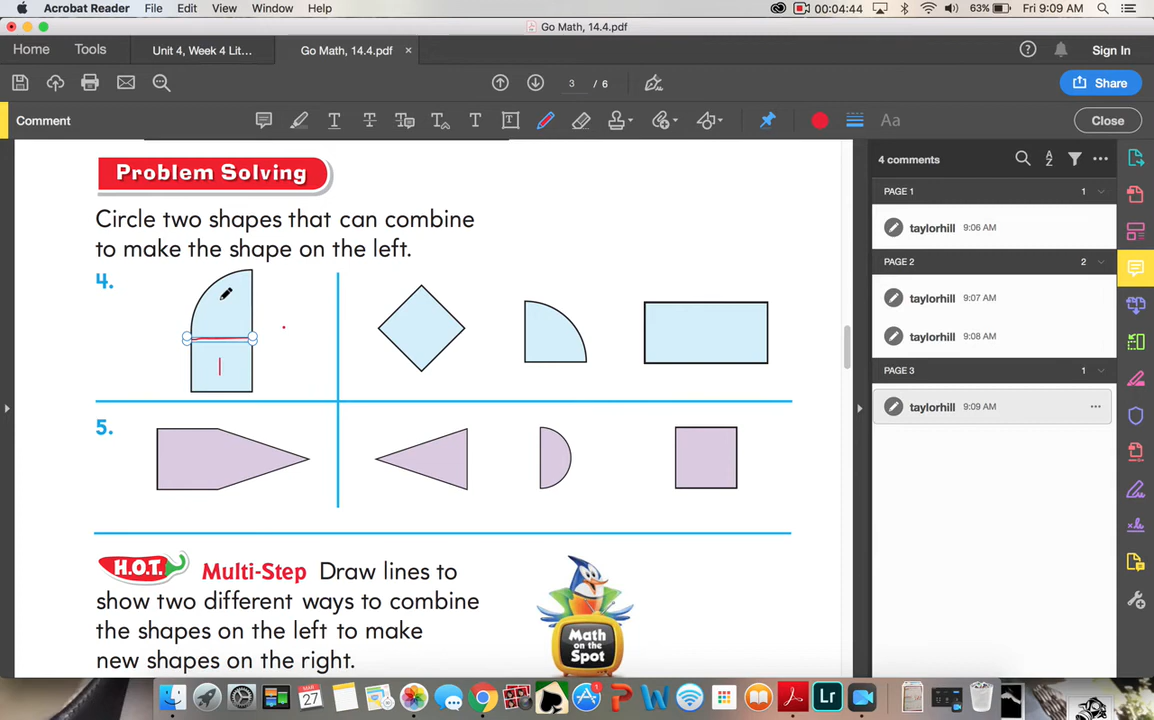 Acrobat Reader File Edit View Window Help 00:04:44 63% Fri 9:09 AM
Go Math, 14.4.pdf
Home Tools Unit 4, Week 4 Lit... Go Math, 14.4.pdf × Sign In
3 / 6 Share
Comment Aa Close
Problem Solving
Circle two shapes that can combine
to make the shape on the left.
4.
5.
H.O.T. Multi-Step Draw lines to
show two different ways to combine
the shapes on the left to make
new shapes on the right.
Math
on the
Spot
4 comments
PAGE 1 1
taylorhill 9:06 AM
PAGE 2 2
taylorhill 9:07 AM
taylorhill 9:08 AM
PAGE 3 1
taylorhill 9:09 AM
MAR
27
Lr